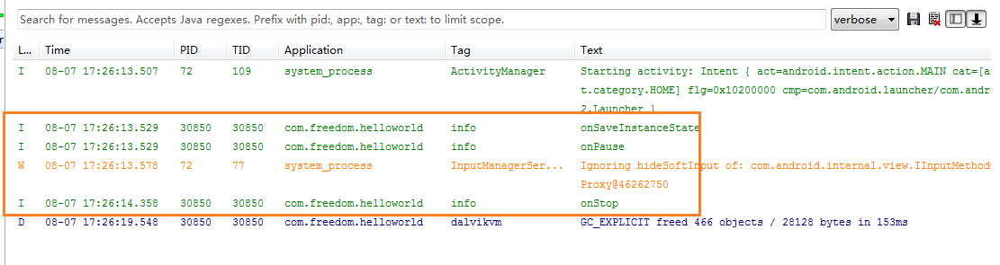 Search for messages. Accepts Java regexes. Prefix with pid:, app:, tag: or text: to limit scope.
verbose
L... Time PID TID Application Tag Text
I 08-07 17:26:13.507 72 109 system_process ActivityManager Starting activity: Intent { act=android.intent.action.MAIN cat=[a
t.category.HOME] flg=0x10200000 cmp=com.android.launcher/com.andr
2.Launcher }
I 08-07 17:26:13.529 30850 30850 com.freedom.helloworld info onSaveInstanceState
I 08-07 17:26:13.529 30850 30850 com.freedom.helloworld info onPause
W 08-07 17:26:13.578 72 77 system_process InputManagerSer... Ignoring hideSoftInput of: com.android.internal.view.IInputMethod
Proxy@46262750
I 08-07 17:26:14.358 30850 30850 com.freedom.helloworld info onStop
D 08-07 17:26:19.548 30850 30850 com.freedom.helloworld dalvikvm GC_EXPLICIT freed 466 objects / 28128 bytes in 153ms